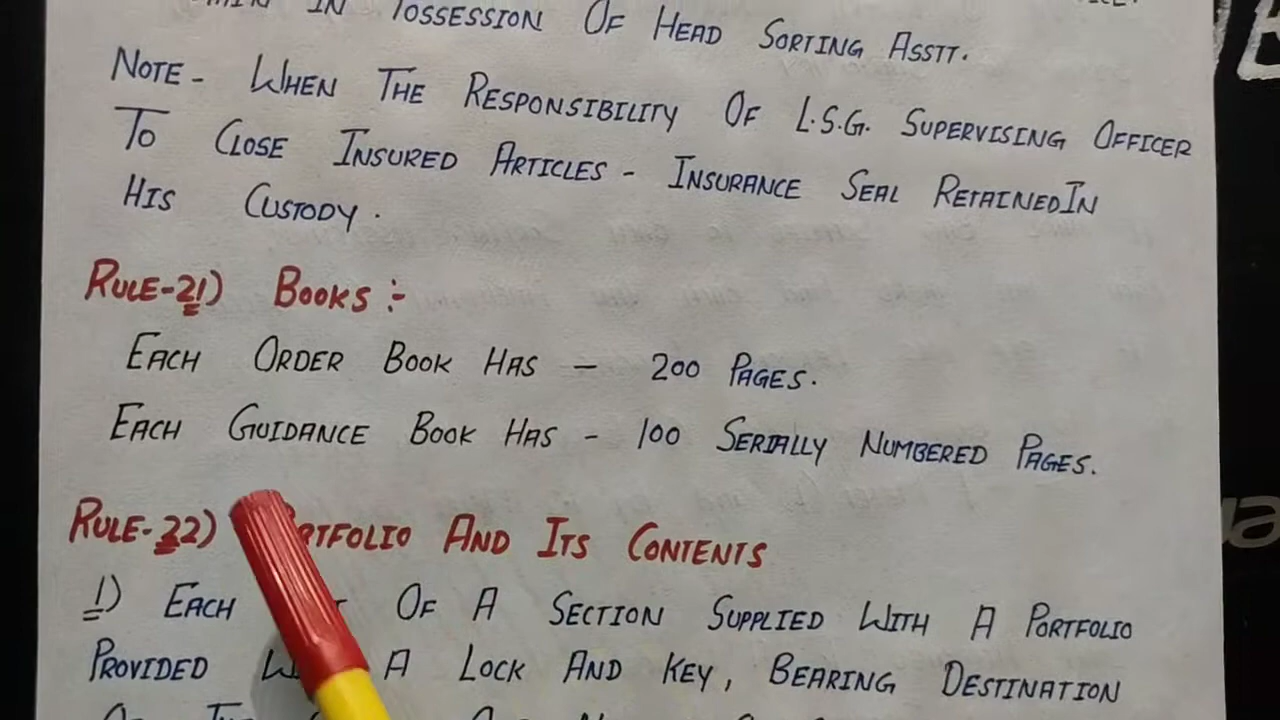 IN POSSESSION OF HEAD SORTING ASSTT.
NOTE - WHEN THE RESPONSIBILITY OF L.S.G. SUPERVISING OFFICER
TO CLOSE INSURED ARTICLES - INSURANCE SEAL RETAINED IN
HIS CUSTODY.
RULE-21) BOOKS :-
EACH ORDER BOOK HAS - 200 PAGES.
EACH GUIDANCE BOOK HAS - 100 SERIALLY NUMBERED PAGES.
RULE-22) PORTFOLIO AND ITS CONTENTS
1) EACH OF A SECTION SUPPLIED WITH A PORTFOLIO
PROVIDED A LOCK AND KEY, BEARING DESTINATION